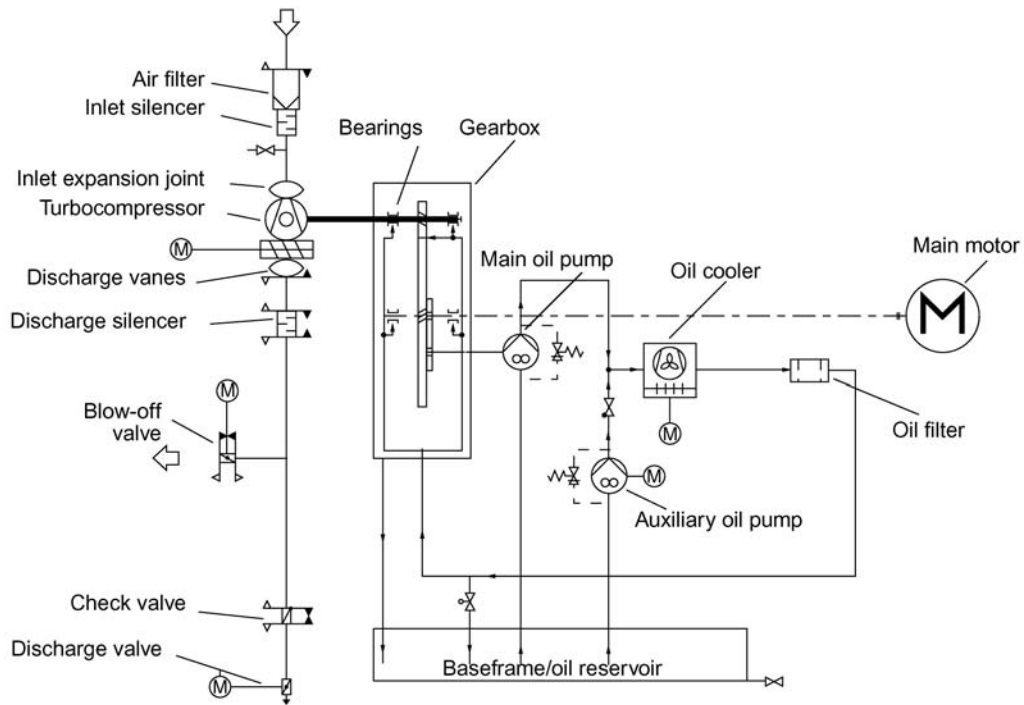 Air filter
Inlet silencer
Bearings
Gearbox
Inlet expansion joint
Turbocompressor
M
Main oil pump
Oil cooler
Main motor
Discharge vanes
Discharge silencer
M
M
Blow-off
valve
M
Oil filter
M
Auxiliary oil pump
Check valve
Discharge valve
M
Baseframe/oil reservoir